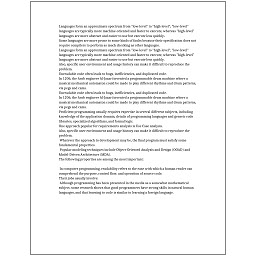 Languages form an approximate spectrum from "low-level" to "high-level"; "low-level"
languages are typically more machine-oriented and faster to execute, whereas "high-level"
languages are more abstract and easier to use but execute less quickly.
Some languages are more prone to some kinds of faults because their specification does not
require compilers to perform as much checking as other languages.
Languages form an approximate spectrum from "low-level" to "high-level"; "low-level"
languages are typically more machine-oriented and faster to execute, whereas "high-level"
languages are more abstract and easier to use but execute less quickly.
Also, specific user environment and usage history can make it difficult to reproduce the
problem.
Unreadable code often leads to bugs, inefficiencies, and duplicated code.
In 1206, the Arab engineer Al-Jazari invented a programmable drum machine where a
musical mechanical automaton could be made to play different rhythms and drum patterns,
via pegs and cams.
Unreadable code often leads to bugs, inefficiencies, and duplicated code.
In 1206, the Arab engineer Al-Jazari invented a programmable drum machine where a
musical mechanical automaton could be made to play different rhythms and drum patterns,
via pegs and cams.
Proficient programming usually requires expertise in several different subjects, including
knowledge of the application domain, details of programming languages and generic code
libraries, specialized algorithms, and formal logic.
One approach popular for requirements analysis is Use Case analysis.
Also, specific user environment and usage history can make it difficult to reproduce the
problem.
Whatever the approach to development may be, the final program must satisfy some
fundamental properties.
Popular modeling techniques include Object-Oriented Analysis and Design (OOAD) and
Model-Driven Architecture (MDA).
The following properties are among the most important:
In computer programming, readability refers to the ease with which a human reader can
comprehend the purpose, control flow, and operation of source code.
Their jobs usually involve:
Although programming has been presented in the media as a somewhat mathematical
subject, some research shows that good programmers have strong skills in natural human
languages, and that learning to code is similar to learning a foreign language.